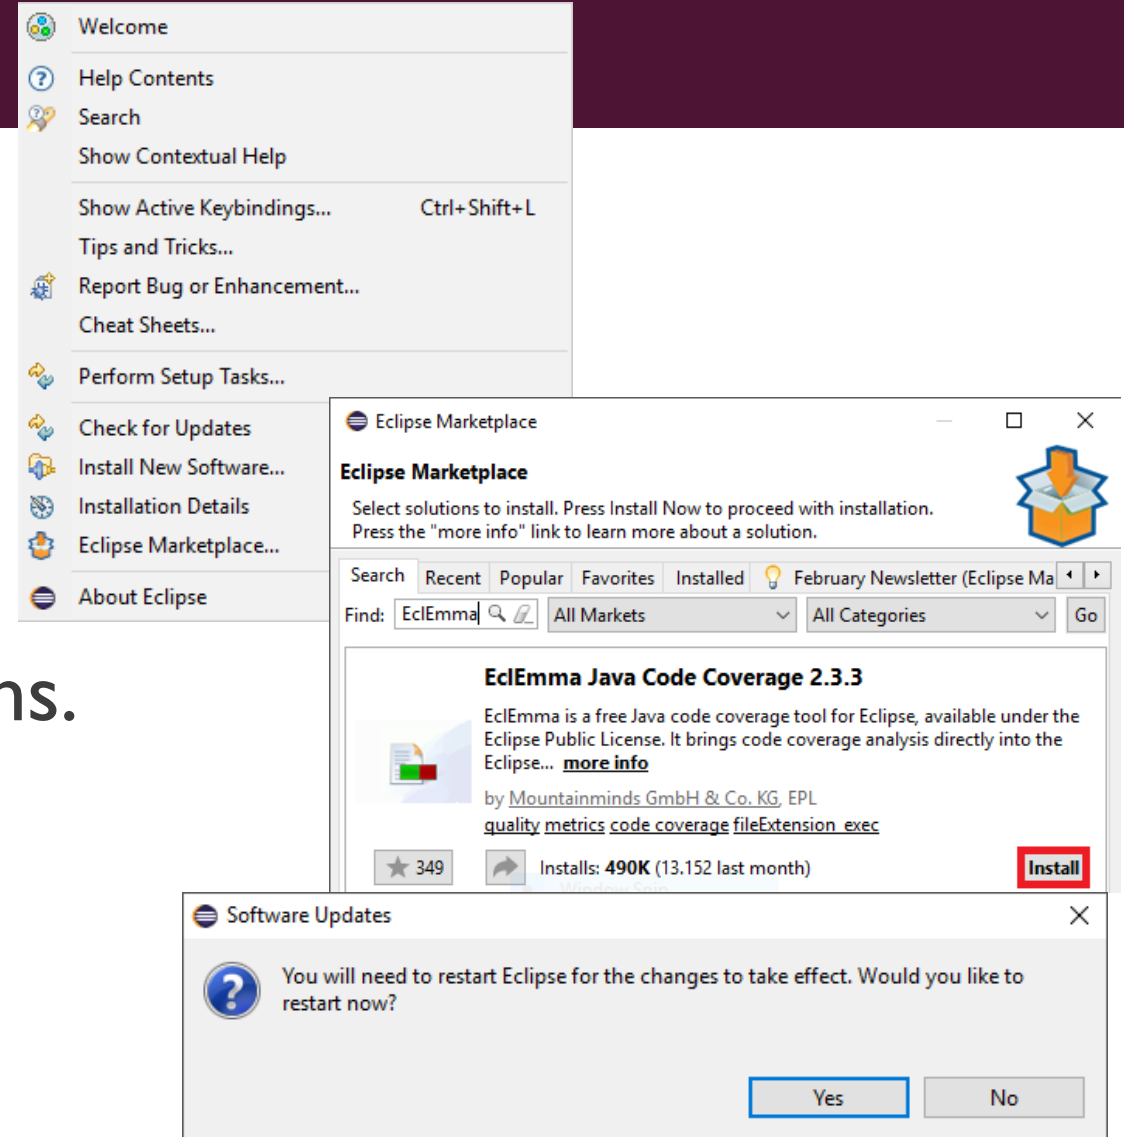 Welcome
Help Contents
Search
Show Contextual Help
Show Active Keybindings... Ctrl+Shift+L
Tips and Tricks...
Report Bug or Enhancement...
Cheat Sheets...
Perform Setup Tasks...
Check for Updates
Install New Software...
Installation Details
Eclipse Marketplace...
About Eclipse
ns.
Eclipse Marketplace
Eclipse Marketplace
Select solutions to install. Press Install Now to proceed with installation.
Press the "more info" link to learn more about a solution.
Search Recent Popular Favorites Installed February Newsletter (Eclipse Ma
Find: EclEmma All Markets All Categories Go
EclEmma Java Code Coverage 2.3.3
EclEmma is a free Java code coverage tool for Eclipse, available under the
Eclipse Public License. It brings code coverage analysis directly into the
Eclipse... more info
by Mountainminds GmbH & Co. KG, EPL
quality metrics code coverage fileExtension_exec
349 Installs: 490K (13.152 last month) Install
Window Snip
Software Updates
You will need to restart Eclipse for the changes to take effect. Would you like to
restart now?
Yes No